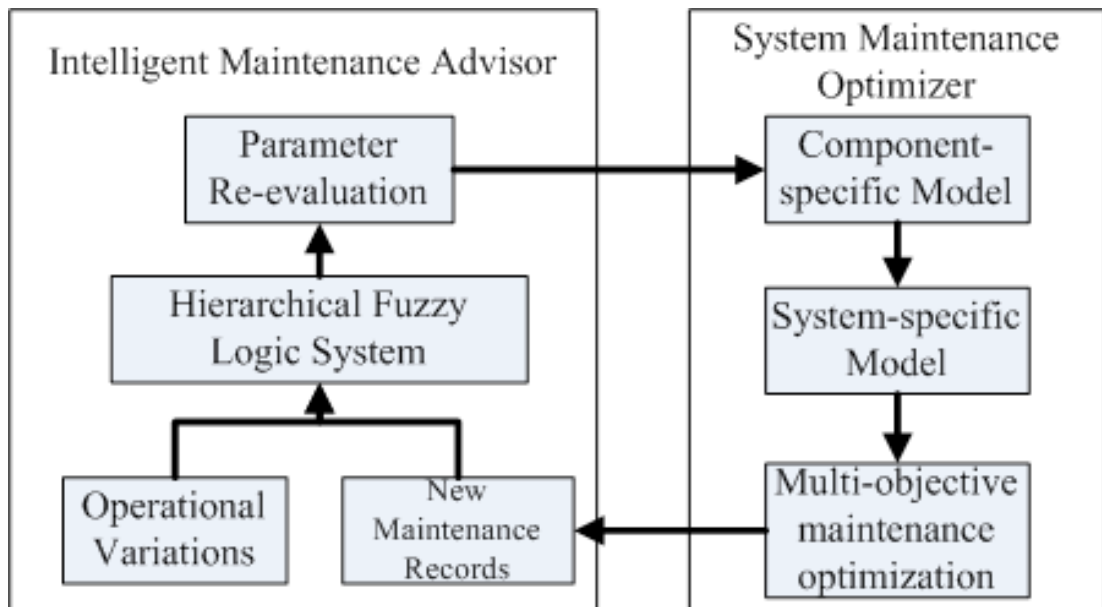 Intelligent Maintenance Advisor
Parameter
Re-evaluation
Hierarchical Fuzzy
Logic System
Operational
Variations
New
Maintenance
Records
System Maintenance
Optimizer
Component-
specific Model
System-specific
Model
Multi-objective
maintenance
optimization